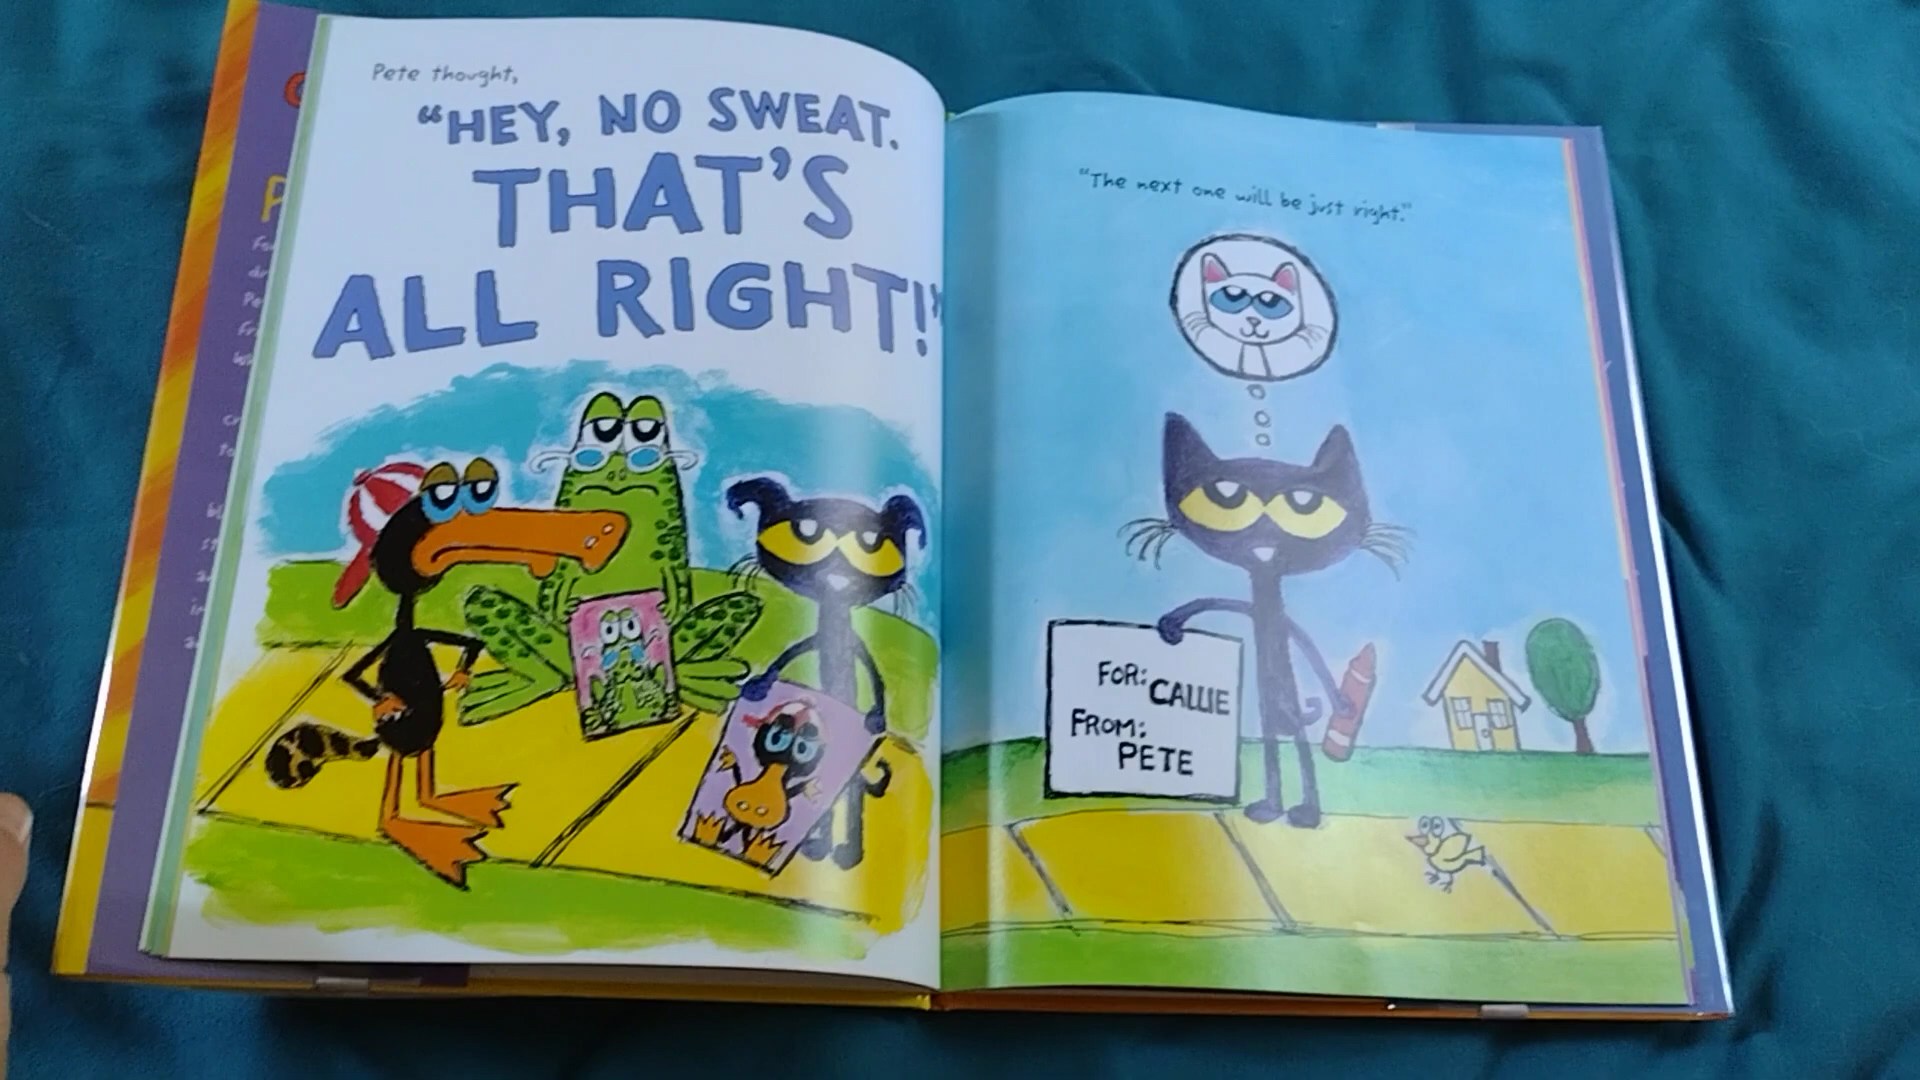 Pete thought,
“HEY, NO SWEAT.
THAT’S
ALL RIGHT!”
“The next one will be just right.”
FOR: CALLIE
FROM:
PETE